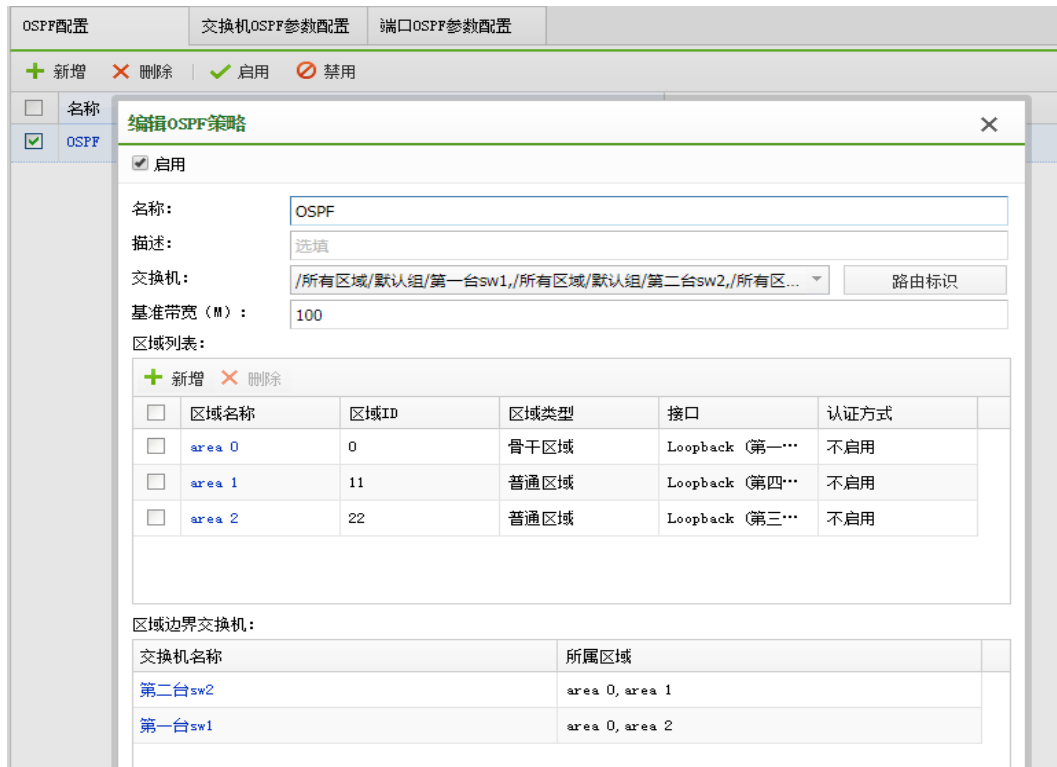 OSPF配置 交换机OSPF参数配置 端口OSPF参数配置
新增 删除 启用 禁用
名称
OSPF
编辑OSPF策略
启用
名称: OSPF
描述: 选填
交换机: /所有区域/默认组/第一台sw1,/所有区域/默认组/第二台sw2,/所有区... 路由标识
基准带宽（M）: 100
区域列表:
新增 删除
区域名称 区域ID 区域类型 接口 认证方式
area 0 0 骨干区域 Loopback（第一… 不启用
area 1 11 普通区域 Loopback（第四… 不启用
area 2 22 普通区域 Loopback（第三… 不启用
区域边界交换机:
交换机名称 所属区域
第二台sw2 area 0, area 1
第一台sw1 area 0, area 2